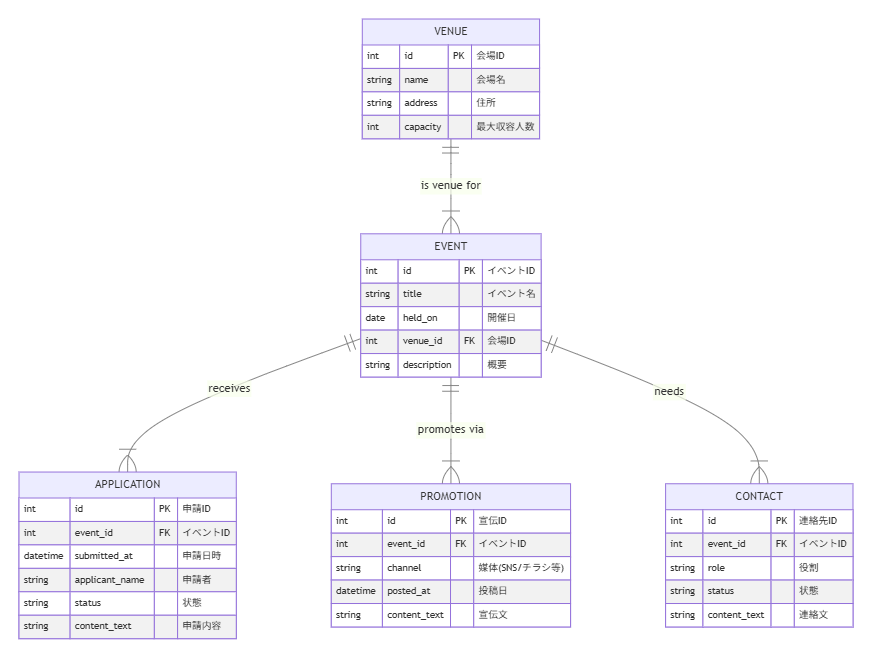 VENUE
int id PK 会場ID
string name 会場名
string address 住所
int capacity 最大収容人数
is venue for
EVENT
int id PK イベントID
string title イベント名
date held_on 開催日
int venue_id FK 会場ID
string description 概要
receives
promotes via
needs
APPLICATION
int id PK 申請ID
int event_id FK イベントID
datetime submitted_at 申請日時
string applicant_name 申請者
string status 状態
string content_text 申請内容
PROMOTION
int id PK 宣伝ID
int event_id FK イベントID
string channel 媒体(SNS/チラシ等)
datetime posted_at 投稿日
string content_text 宣伝文
CONTACT
int id PK 連絡先ID
int event_id FK イベントID
string role 役割
string status 状態
string content_text 連絡文